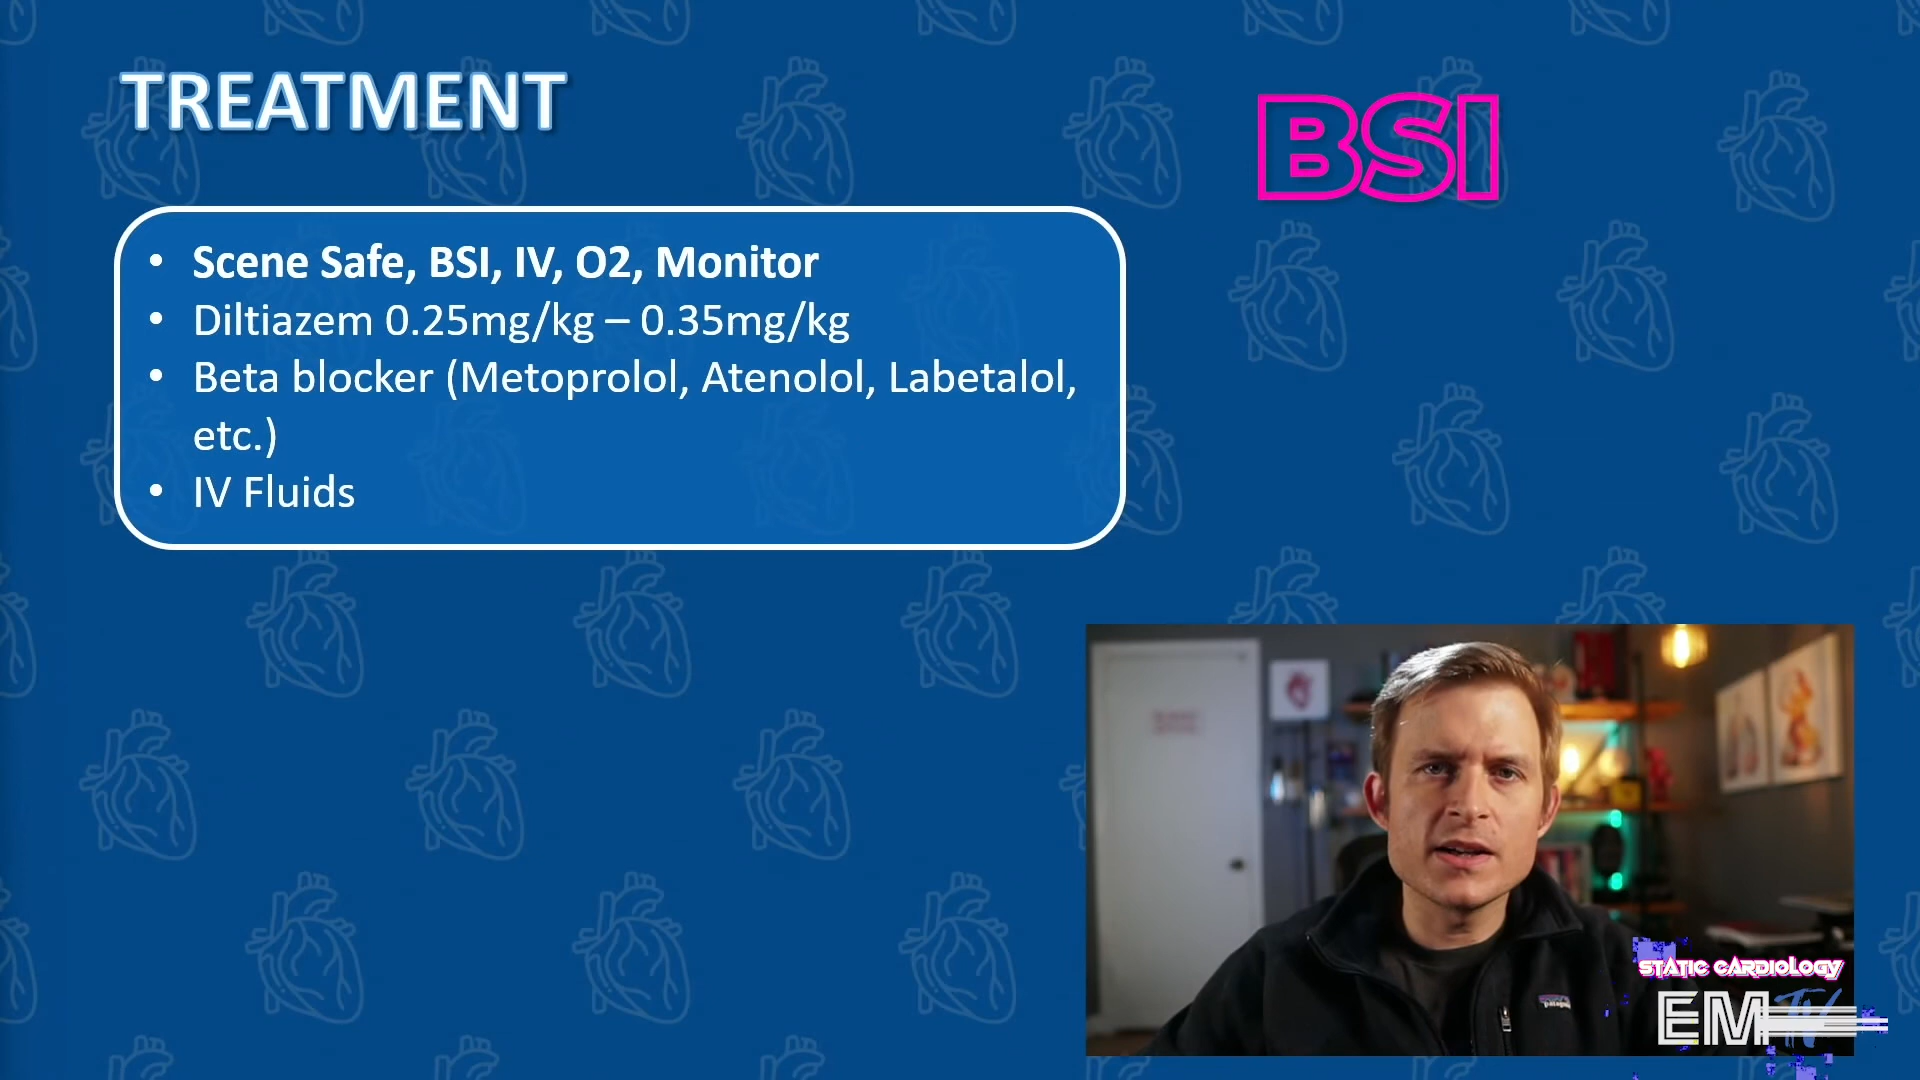 TREATMENT
BSI
• Scene Safe, BSI, IV, O2, Monitor
• Diltiazem 0.25mg/kg – 0.35mg/kg
• Beta blocker (Metoprolol, Atenolol, Labetalol,
etc.)
• IV Fluids
STATIC CARDIOLOGY
EM TV